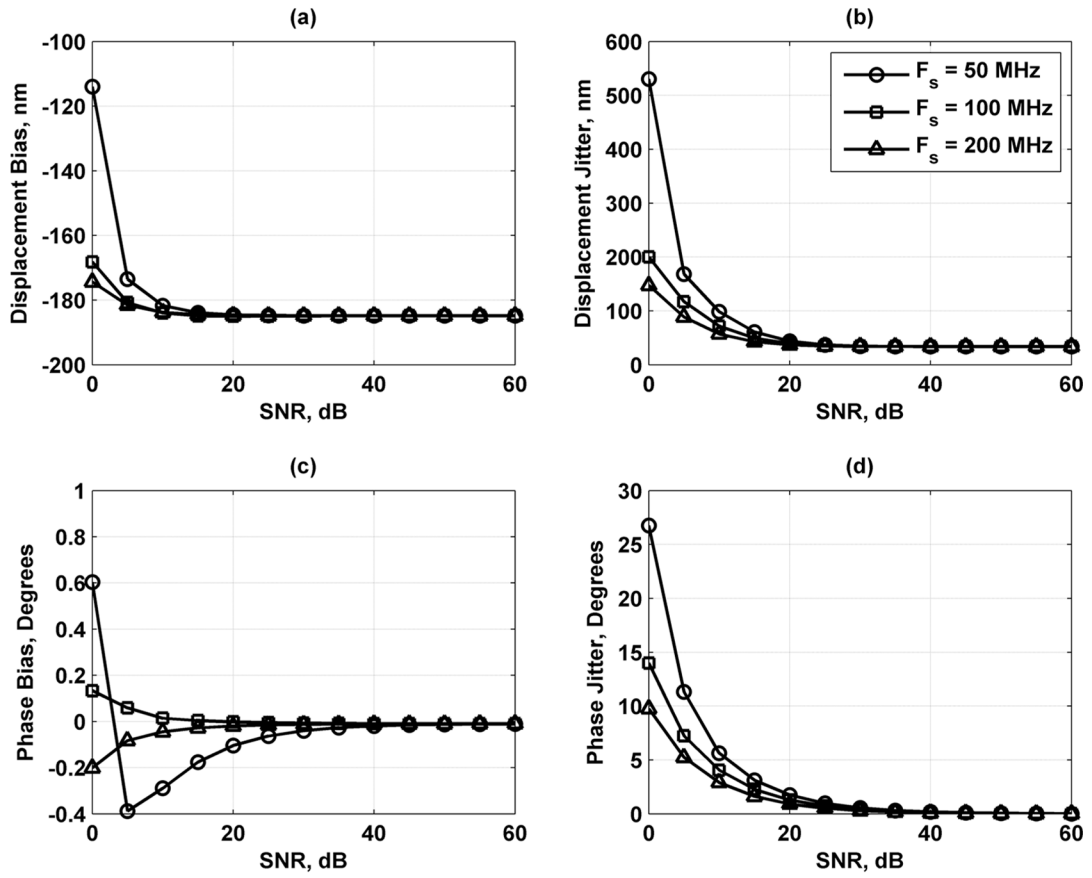 (a)
Displacement Bias, nm
-100
-120
-140
-160
-180
-200
0 20 40 60
SNR, dB
(b)
Displacement Jitter, nm
600
500
400
300
200
100
0
0 20 40 60
SNR, dB
Fs = 50 MHz
Fs = 100 MHz
Fs = 200 MHz
(c)
Phase Bias, Degrees
1
0.8
0.6
0.4
0.2
0
-0.2
-0.4
0 20 40 60
SNR, dB
(d)
Phase Jitter, Degrees
30
25
20
15
10
5
0
0 20 40 60
SNR, dB